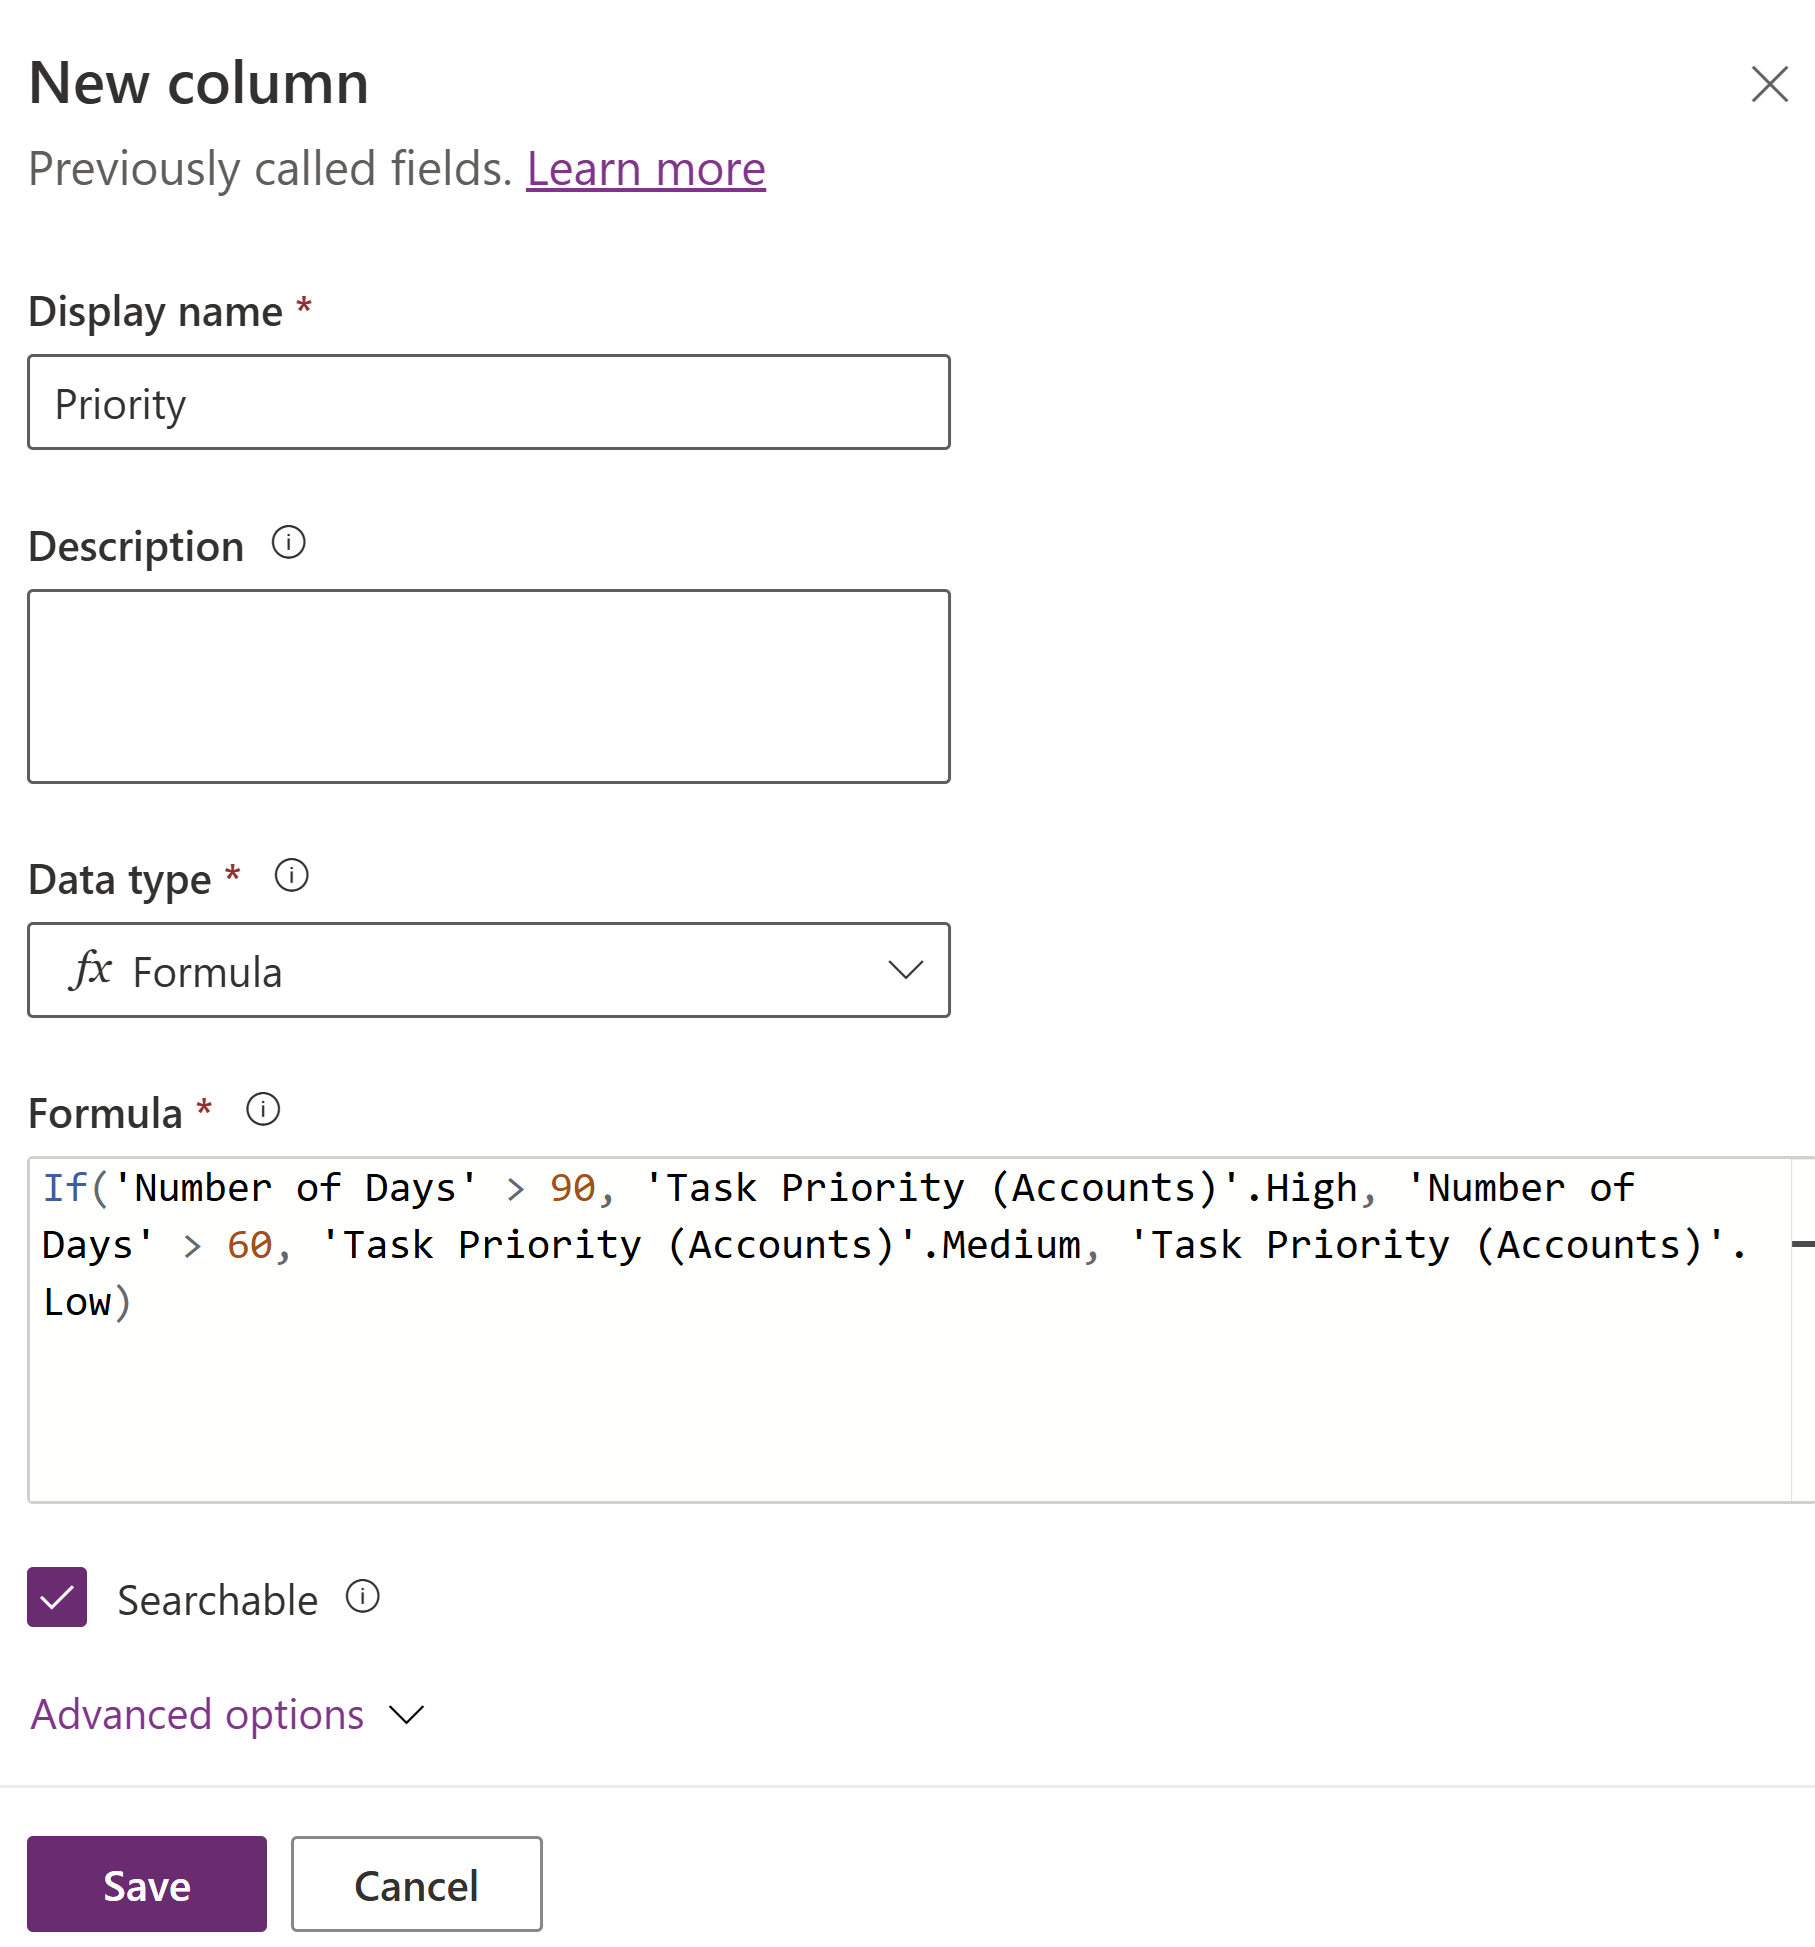 New column
Previously called fields. Learn more
Display name *
Priority
Description
Data type *
fx Formula
Formula *
If('Number of Days' > 90, 'Task Priority (Accounts)'.High, 'Number of
Days' > 60, 'Task Priority (Accounts)'.Medium, 'Task Priority (Accounts)'.
Low)
Searchable
Advanced options
Save Cancel